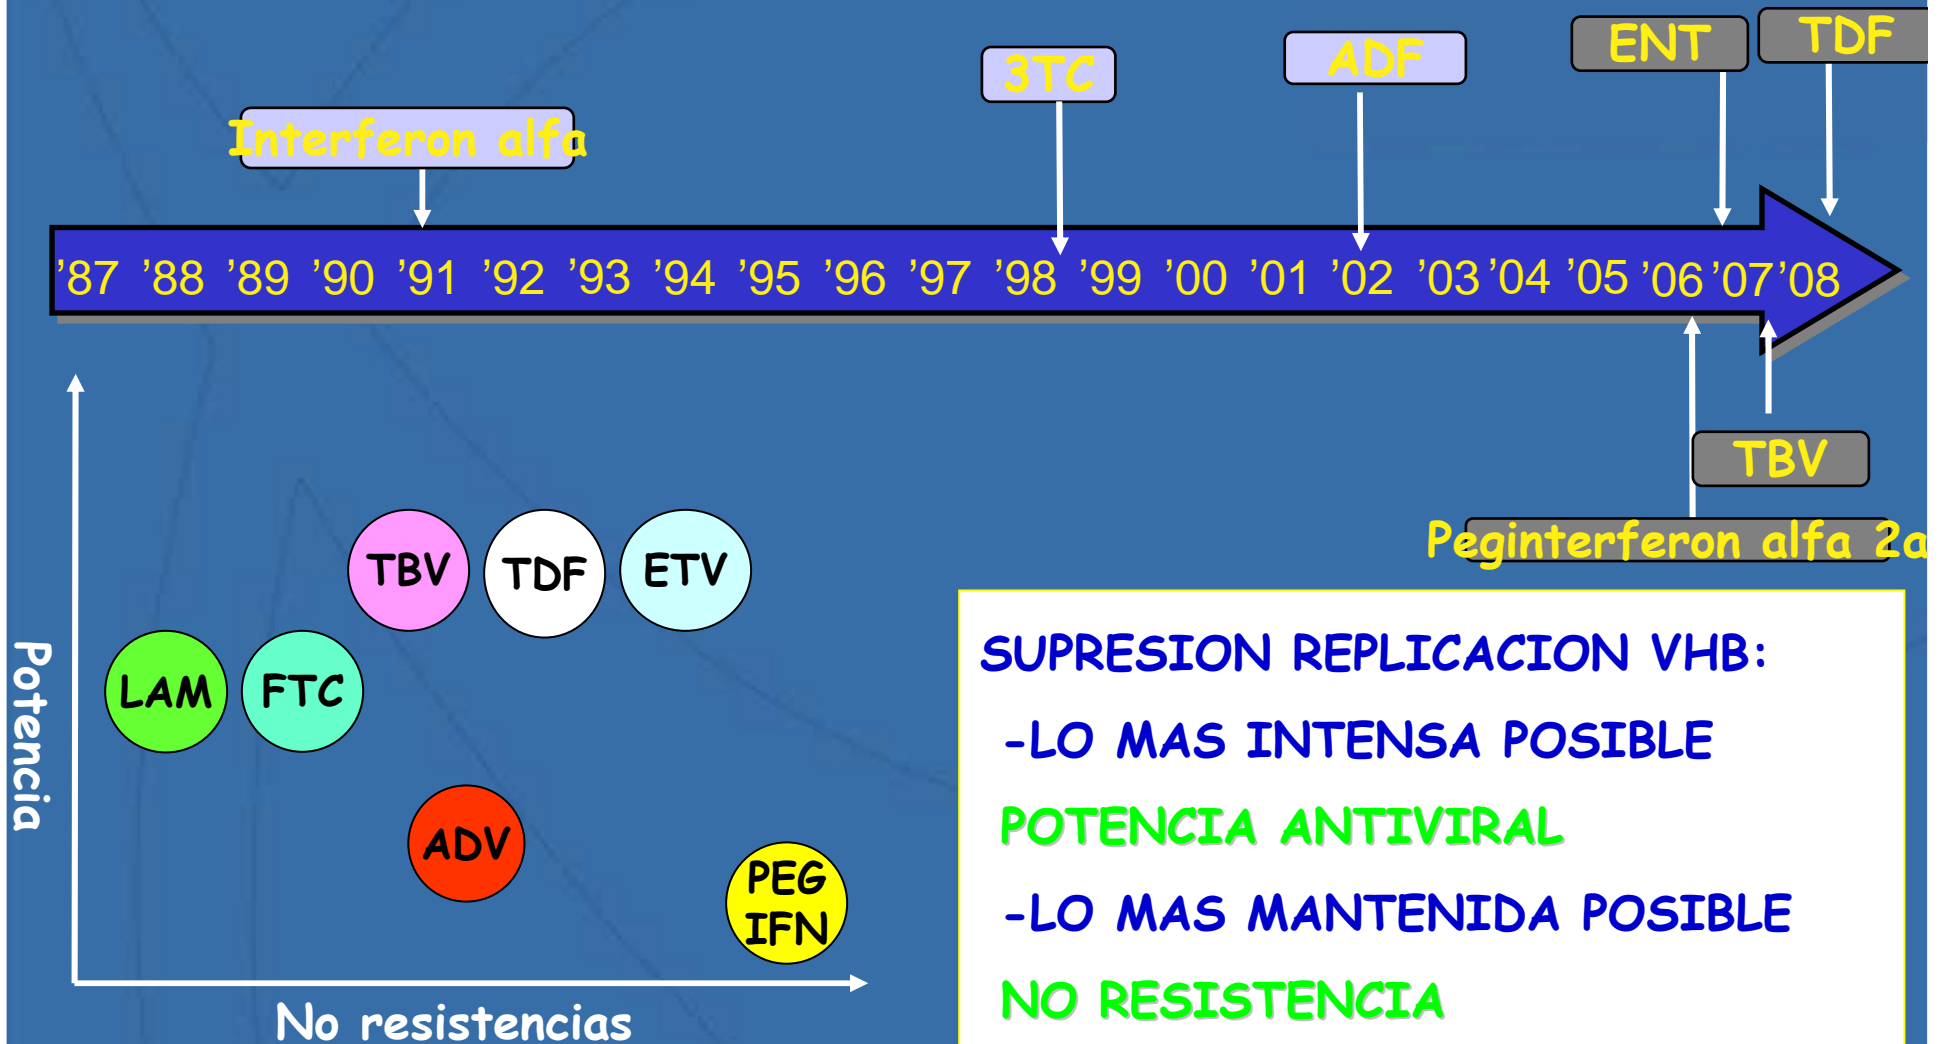 ENT
TDF
3TC
ADF
Interferon alfa
’87 ’88 ’89 ’90 ’91 ’92 ’93 ’94 ’95 ’96 ’97 ’98 ’99 ’00 ’01 ’02 ’03 ’04 ’05 ’06 ’07 ’08
TBV
Peginterferon alfa 2a
Potencia
TBV
TDF
ETV
LAM
FTC
ADV
PEG
IFN
No resistencias
SUPRESION REPLICACION VHB:
-LO MAS INTENSA POSIBLE
POTENCIA ANTIVIRAL
-LO MAS MANTENIDA POSIBLE
NO RESISTENCIA